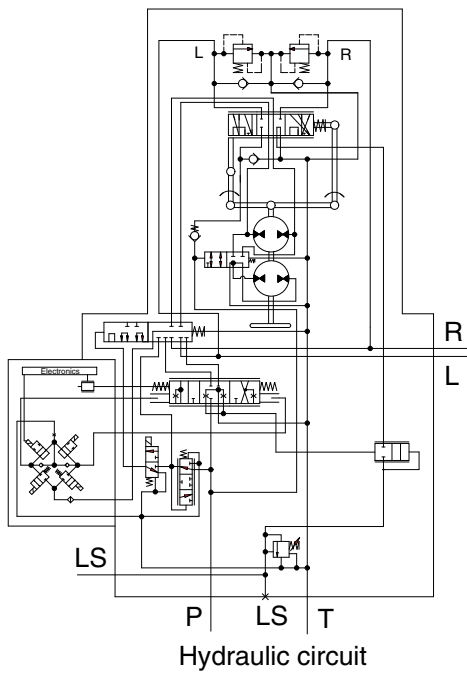 L R
R
L
Electronics
LS
P LS T
Hydraulic circuit